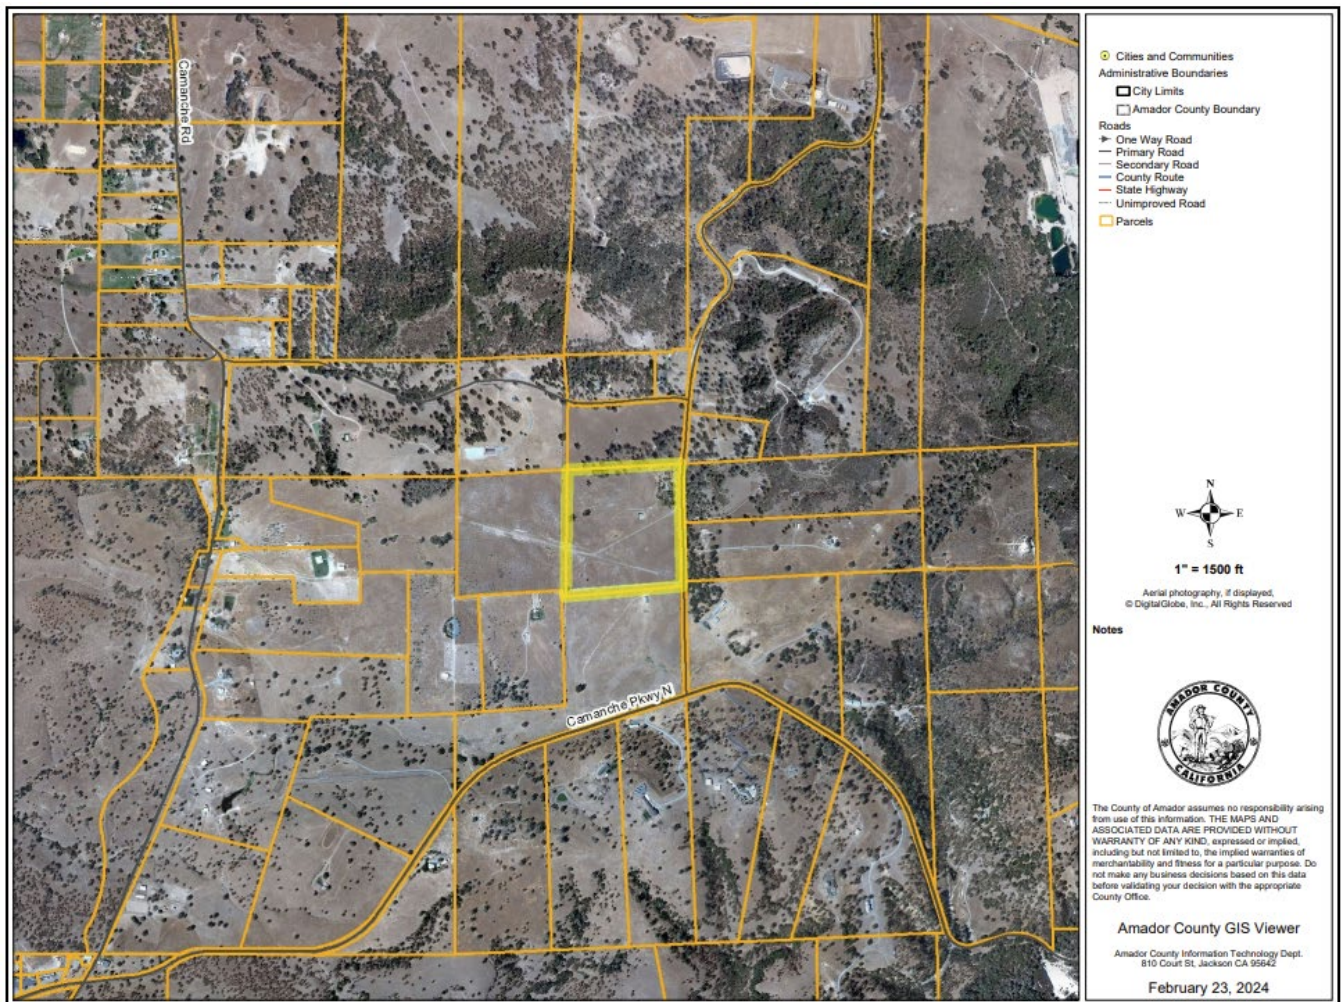 Camanche Rd
Camanche Pkwy N
Cities and Communities
Administrative Boundaries
City Limits
Amador County Boundary
Roads
One Way Road
Primary Road
Secondary Road
County Route
State Highway
Unimproved Road
Parcels
N
W E
S
1" = 1500 ft
Aerial photography, if displayed,
© DigitalGlobe, Inc., All Rights Reserved
Notes
AMADOR COUNTY
CALIFORNIA
The County of Amador assumes no responsibility arising
from use of this information. THE MAPS AND
ASSOCIATED DATA ARE PROVIDED WITHOUT
WARRANTY OF ANY KIND, expressed or implied,
including but not limited to, the implied warranties of
merchantability and fitness for a particular purpose. Do
not make any business decisions based on this data
before validating your decision with the appropriate
County Office.
Amador County GIS Viewer
Amador County Information Technology Dept.
810 Court St, Jackson CA 95642
February 23, 2024